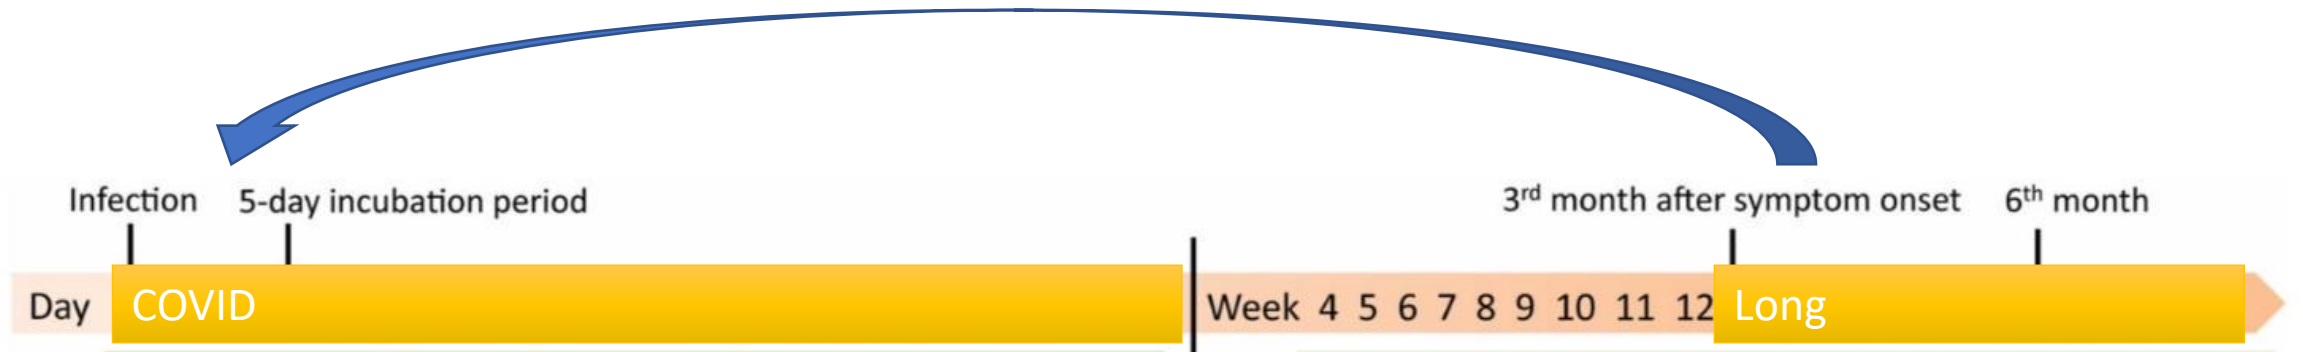 Infection 5-day incubation period 3rd month after symptom onset 6th month
Day COVID Week 4 5 6 7 8 9 10 11 12 Long